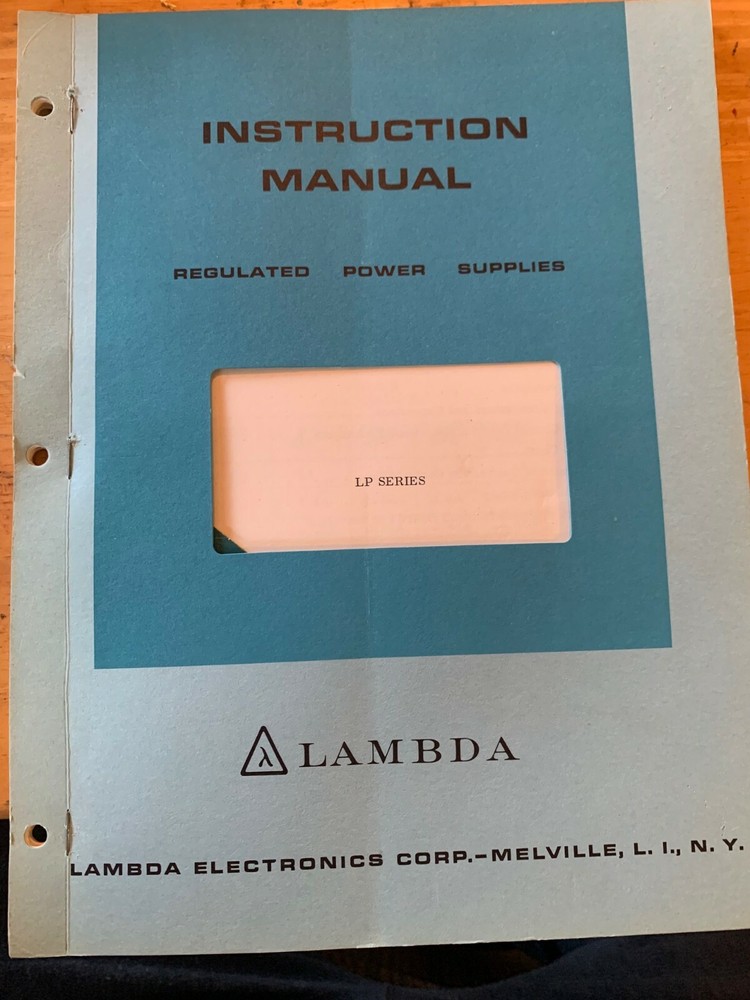 INSTRUCTION
MANUAL
REGULATED POWER SUPPLIES
LP SERIES
λ LAMBDA
LAMBDA ELECTRONICS CORP.–MELVILLE, L. I., N. Y.